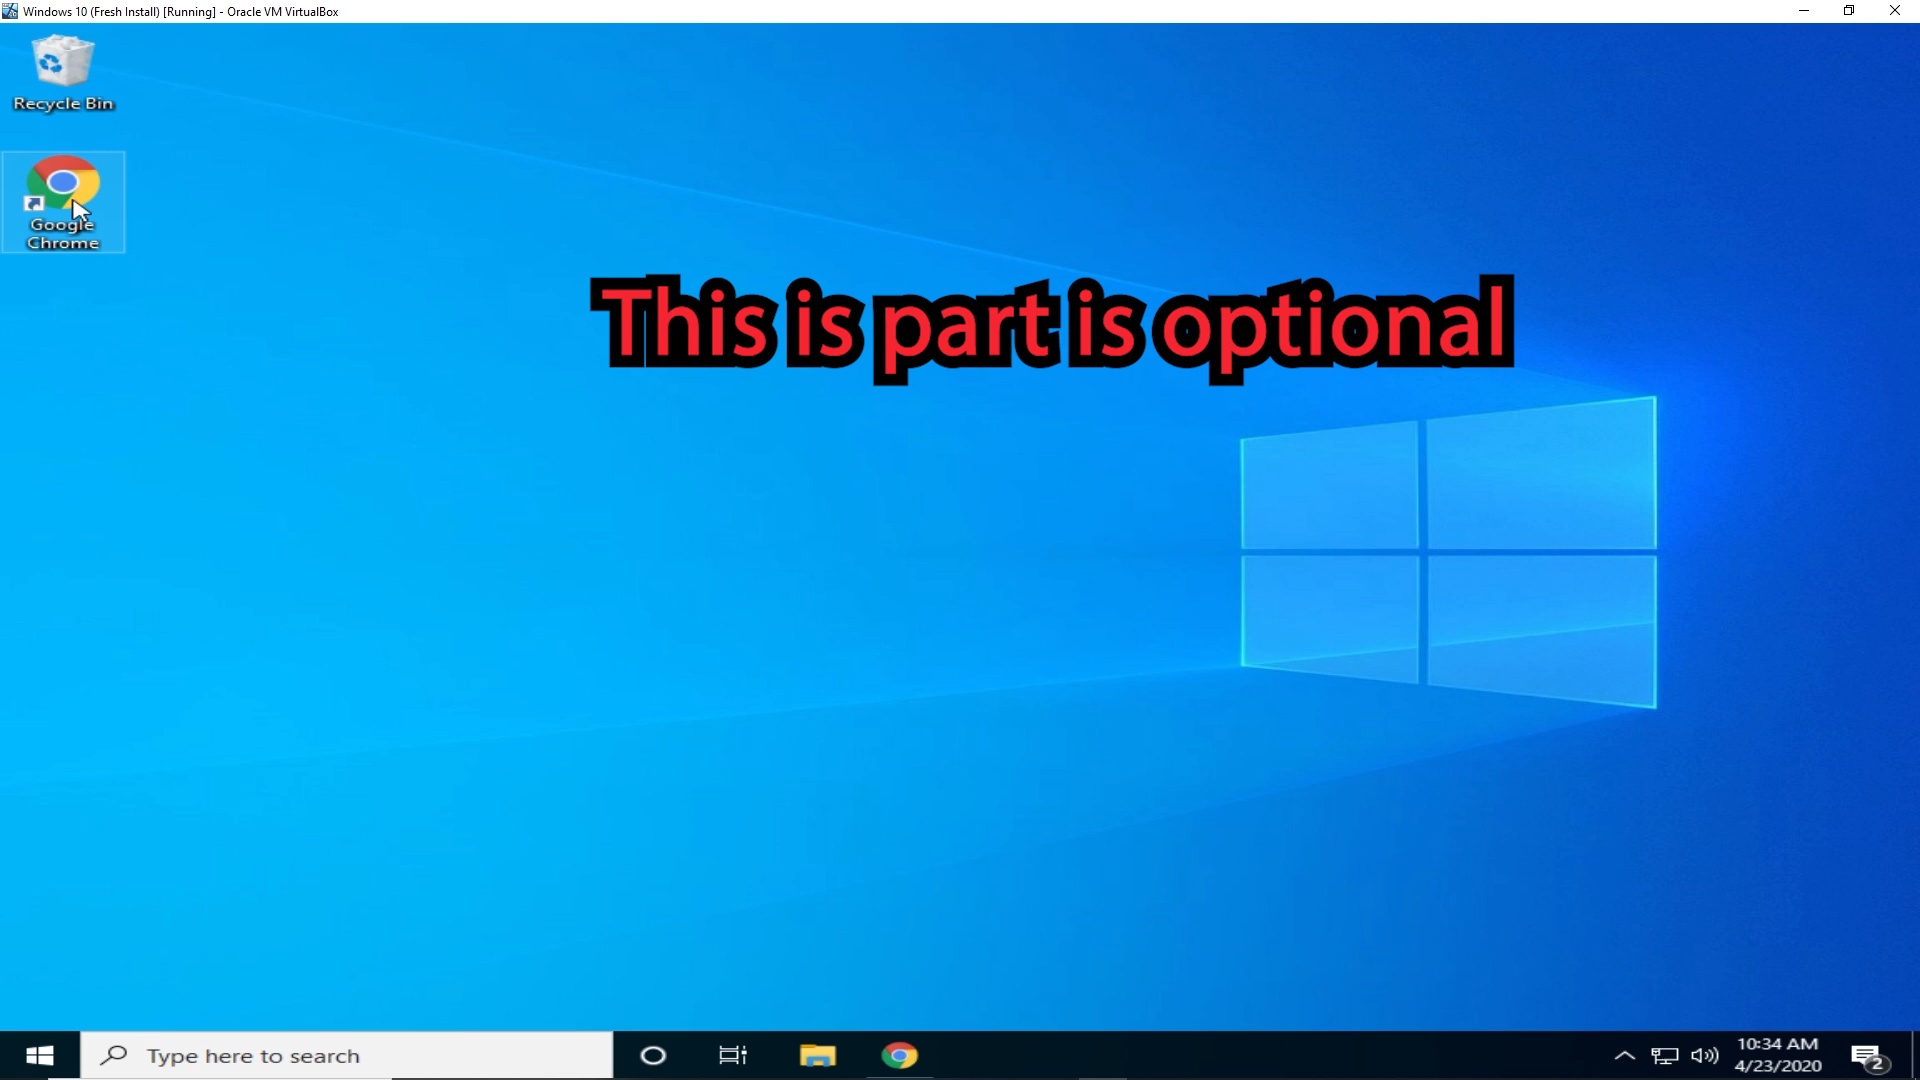 Windows 10 (Fresh Install) [Running] - Oracle VM VirtualBox
Recycle Bin
Google
Chrome
This is part is optional
Type here to search
10:34 AM
4/23/2020
2